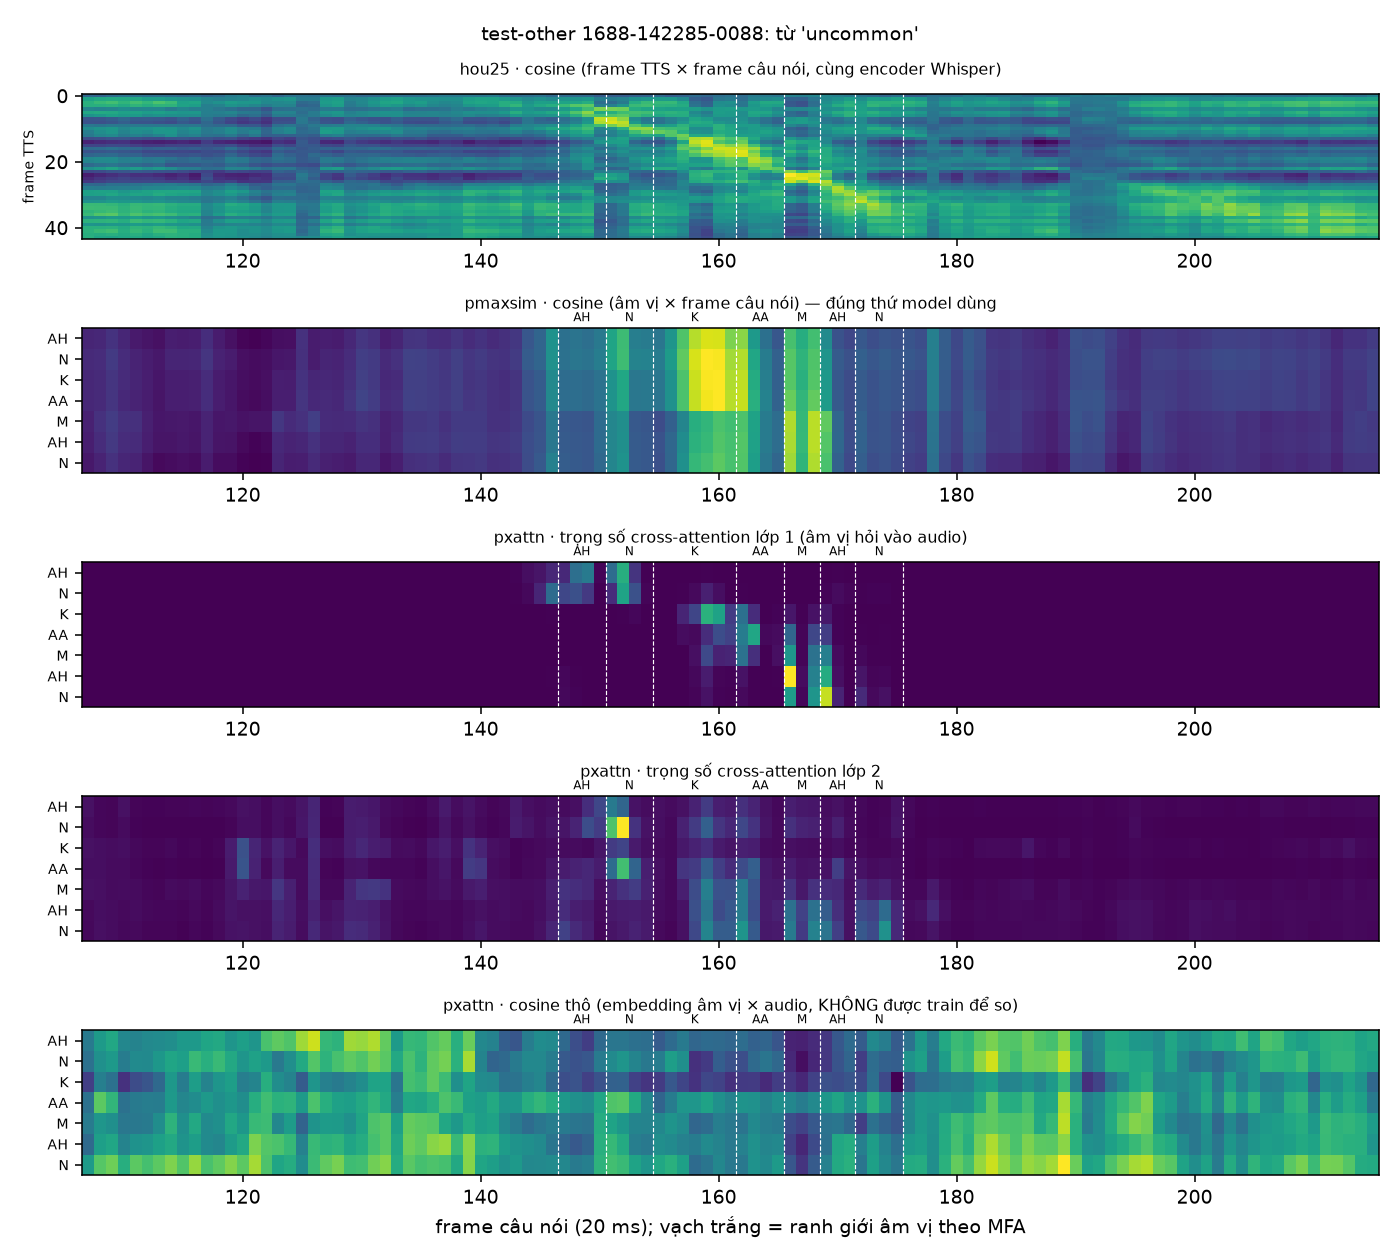 test-other 1688-142285-0088: từ 'uncommon'
hou25 · cosine (frame TTS × frame câu nói, cùng encoder Whisper)
frame TTS
0
20
40
120 140 160 180 200
pmaxsim · cosine (âm vị × frame câu nói) — đúng thứ model dùng
AH N K AA M AH N
AH
N
K
AA
M
AH
N
120 140 160 180 200
pxattn · trọng số cross-attention lớp 1 (âm vị hỏi vào audio)
AH N K AA M AH N
AH
N
K
AA
M
AH
N
120 140 160 180 200
pxattn · trọng số cross-attention lớp 2
AH N K AA M AH N
AH
N
K
AA
M
AH
N
120 140 160 180 200
pxattn · cosine thô (embedding âm vị × audio, KHÔNG được train để so)
AH N K AA M AH N
AH
N
K
AA
M
AH
N
120 140 160 180 200
frame câu nói (20 ms); vạch trắng = ranh giới âm vị theo MFA